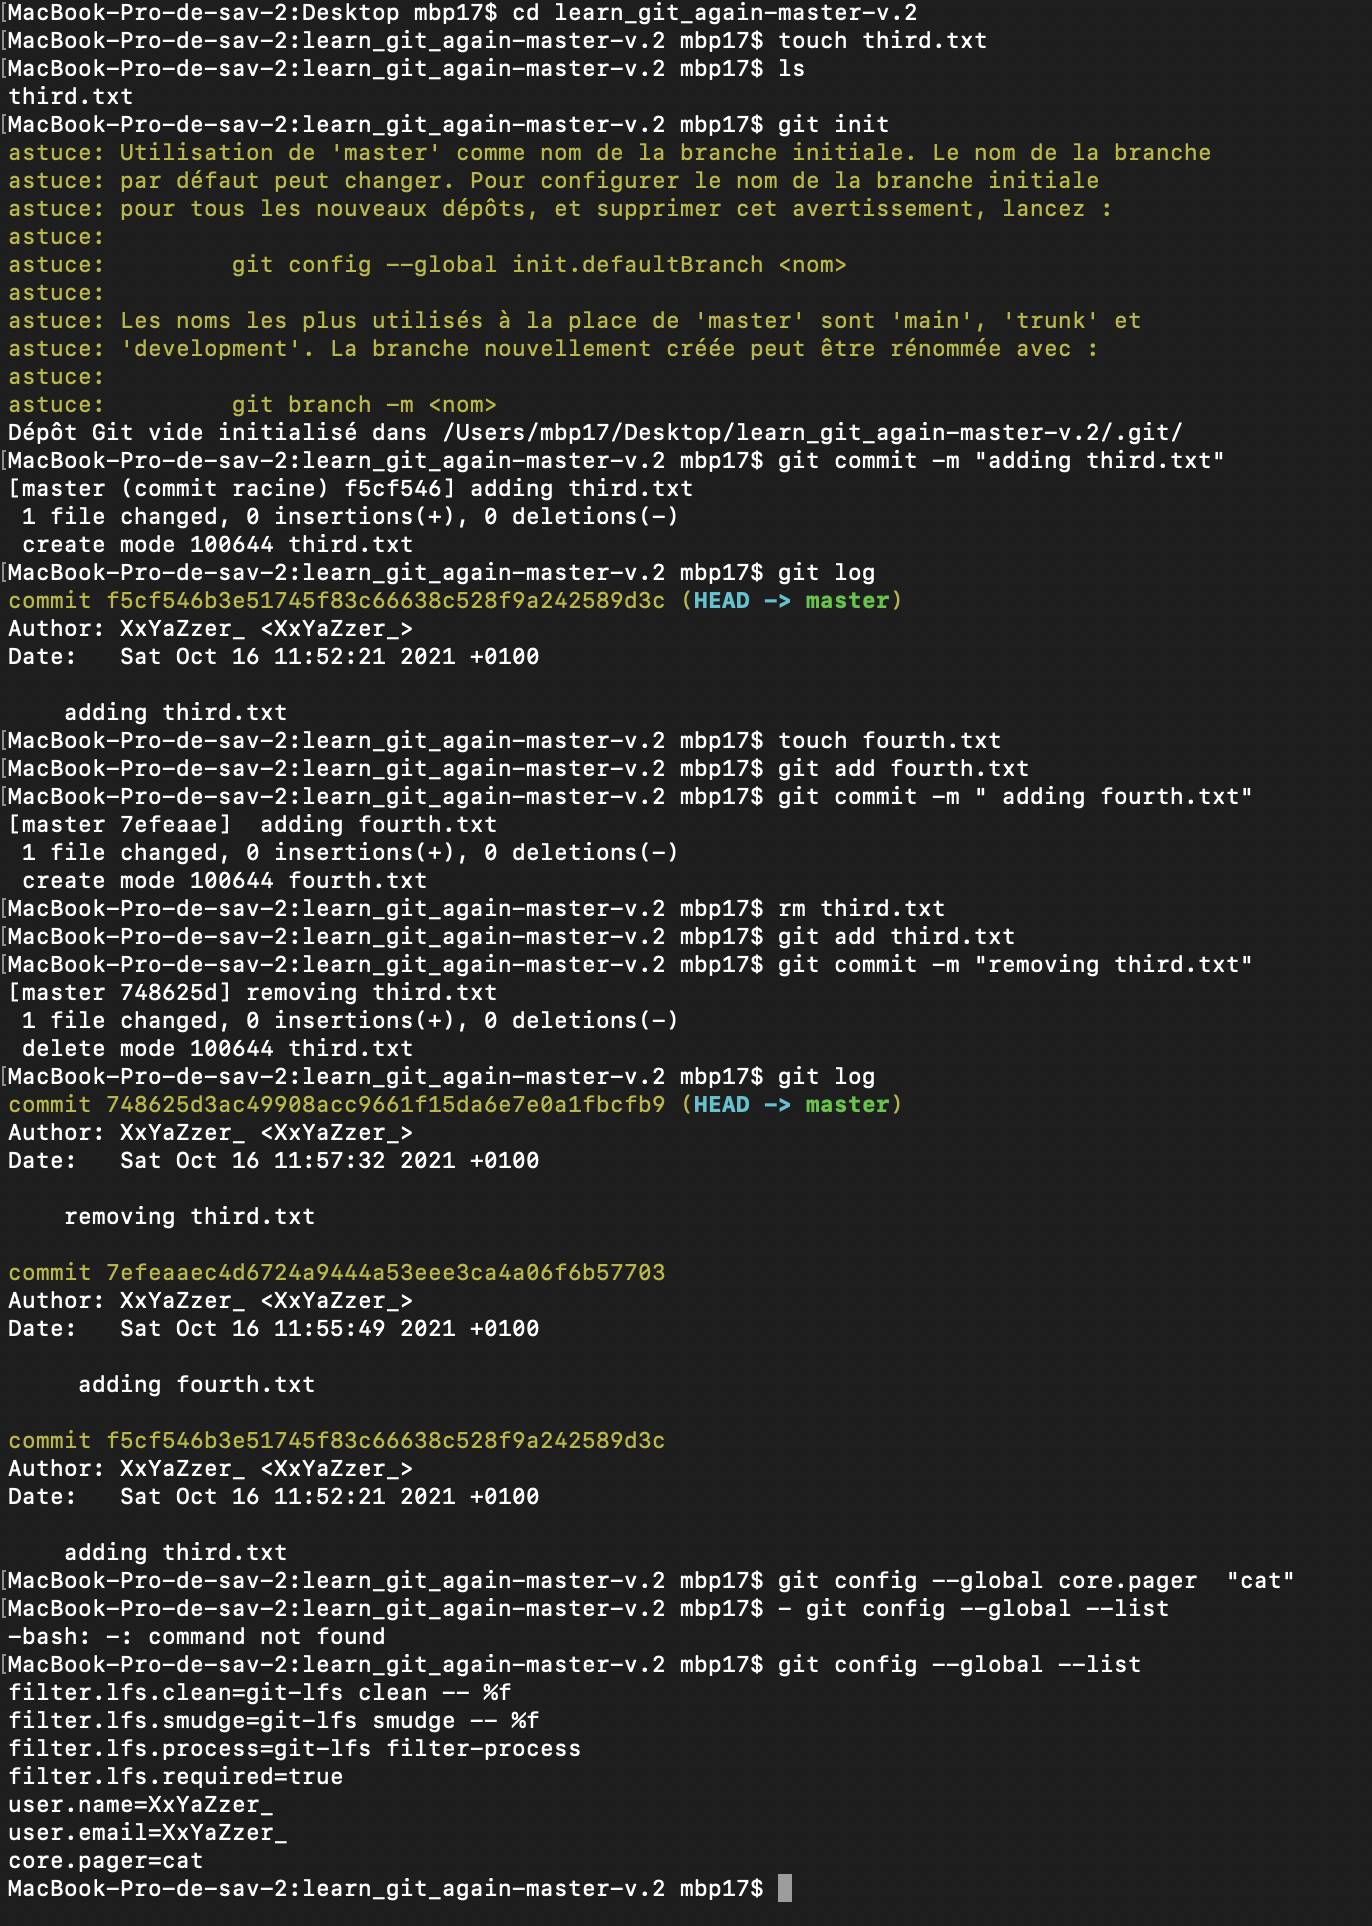 MacBook-Pro-de-sav-2:Desktop mbp17$ cd learn_git_again-master-v.2
[MacBook-Pro-de-sav-2:learn_git_again-master-v.2 mbp17$ touch third.txt
[MacBook-Pro-de-sav-2:learn_git_again-master-v.2 mbp17$ ls
third.txt
[MacBook-Pro-de-sav-2:learn_git_again-master-v.2 mbp17$ git init
astuce: Utilisation de 'master' comme nom de la branche initiale. Le nom de la branche
astuce: par défaut peut changer. Pour configurer le nom de la branche initiale
astuce: pour tous les nouveaux dépôts, et supprimer cet avertissement, lancez :
astuce:
astuce:         git config --global init.defaultBranch <nom>
astuce:
astuce: Les noms les plus utilisés à la place de 'master' sont 'main', 'trunk' et
astuce: 'development'. La branche nouvellement créée peut être rénommée avec :
astuce:
astuce:         git branch -m <nom>
Dépôt Git vide initialisé dans /Users/mbp17/Desktop/learn_git_again-master-v.2/.git/
[MacBook-Pro-de-sav-2:learn_git_again-master-v.2 mbp17$ git commit -m "adding third.txt"
[master (commit racine) f5cf546] adding third.txt
 1 file changed, 0 insertions(+), 0 deletions(-)
 create mode 100644 third.txt
[MacBook-Pro-de-sav-2:learn_git_again-master-v.2 mbp17$ git log
commit f5cf546b3e51745f83c66638c528f9a242589d3c (HEAD -> master)
Author: XxYaZzer_ <XxYaZzer_>
Date:   Sat Oct 16 11:52:21 2021 +0100

    adding third.txt
[MacBook-Pro-de-sav-2:learn_git_again-master-v.2 mbp17$ touch fourth.txt
[MacBook-Pro-de-sav-2:learn_git_again-master-v.2 mbp17$ git add fourth.txt
[MacBook-Pro-de-sav-2:learn_git_again-master-v.2 mbp17$ git commit -m " adding fourth.txt"
[master 7efeaae]  adding fourth.txt
 1 file changed, 0 insertions(+), 0 deletions(-)
 create mode 100644 fourth.txt
[MacBook-Pro-de-sav-2:learn_git_again-master-v.2 mbp17$ rm third.txt
[MacBook-Pro-de-sav-2:learn_git_again-master-v.2 mbp17$ git add third.txt
[MacBook-Pro-de-sav-2:learn_git_again-master-v.2 mbp17$ git commit -m "removing third.txt"
[master 748625d] removing third.txt
 1 file changed, 0 insertions(+), 0 deletions(-)
 delete mode 100644 third.txt
[MacBook-Pro-de-sav-2:learn_git_again-master-v.2 mbp17$ git log
commit 748625d3ac49908acc9661f15da6e7e0a1fbcfb9 (HEAD -> master)
Author: XxYaZzer_ <XxYaZzer_>
Date:   Sat Oct 16 11:57:32 2021 +0100

    removing third.txt

commit 7efeaaec4d6724a9444a53eee3ca4a06f6b57703
Author: XxYaZzer_ <XxYaZzer_>
Date:   Sat Oct 16 11:55:49 2021 +0100

     adding fourth.txt

commit f5cf546b3e51745f83c66638c528f9a242589d3c
Author: XxYaZzer_ <XxYaZzer_>
Date:   Sat Oct 16 11:52:21 2021 +0100

    adding third.txt
[MacBook-Pro-de-sav-2:learn_git_again-master-v.2 mbp17$ git config --global core.pager  "cat"
[MacBook-Pro-de-sav-2:learn_git_again-master-v.2 mbp17$ - git config --global --list
-bash: -: command not found
[MacBook-Pro-de-sav-2:learn_git_again-master-v.2 mbp17$ git config --global --list
filter.lfs.clean=git-lfs clean -- %f
filter.lfs.smudge=git-lfs smudge -- %f
filter.lfs.process=git-lfs filter-process
filter.lfs.required=true
user.name=XxYaZzer_
user.email=XxYaZzer_
core.pager=cat
MacBook-Pro-de-sav-2:learn_git_again-master-v.2 mbp17$